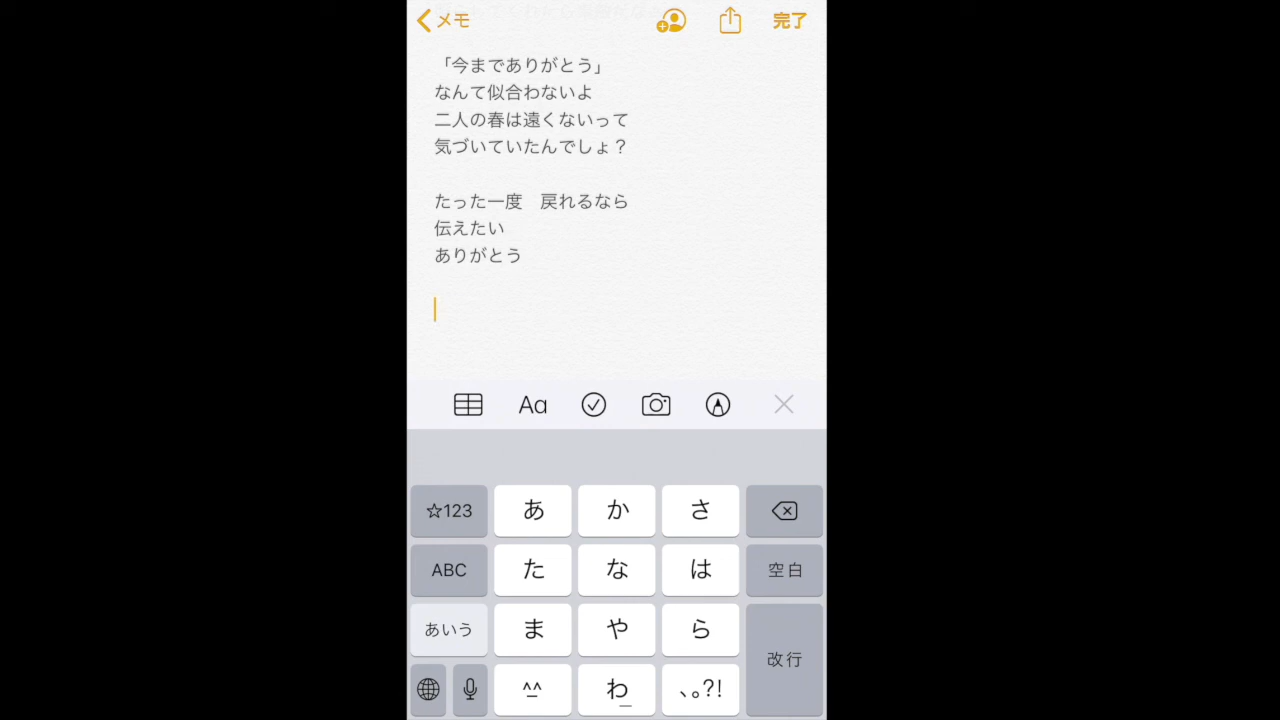 メモ
完了
「今までありがとう」
なんて似合わないよ
二人の春は遠くないって
気づいていたんでしょ？
たった一度　戻れるなら
伝えたい
ありがとう
Aa
☆123
あ
か
さ
ABC
た
な
は
空白
あいう
ま
や
ら
改行
^^
わ
、。?!